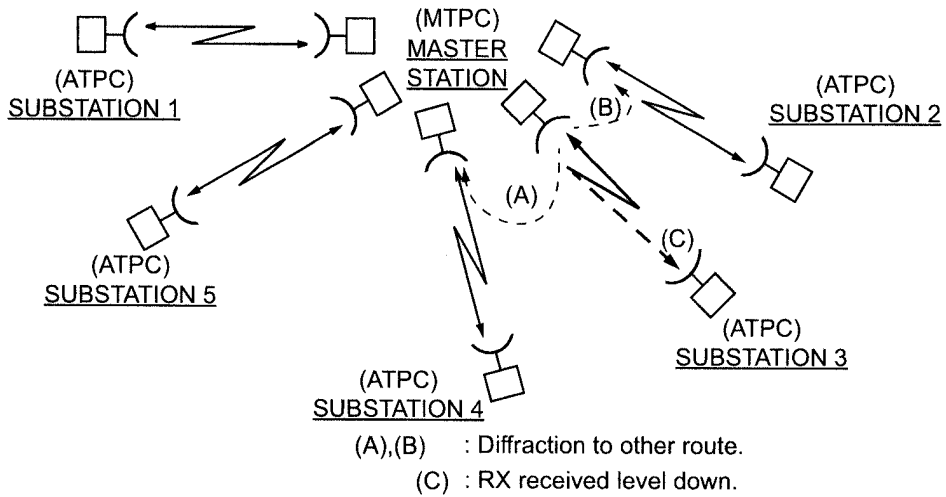 (MTPC)
MASTER
STATION
(ATPC)
SUBSTATION 1
(B)
(ATPC)
SUBSTATION 2
(A)
(C)
(ATPC)
SUBSTATION 5
(ATPC)
SUBSTATION 3
(ATPC)
SUBSTATION 4
(A),(B) : Diffraction to other route.
(C) : RX received level down.